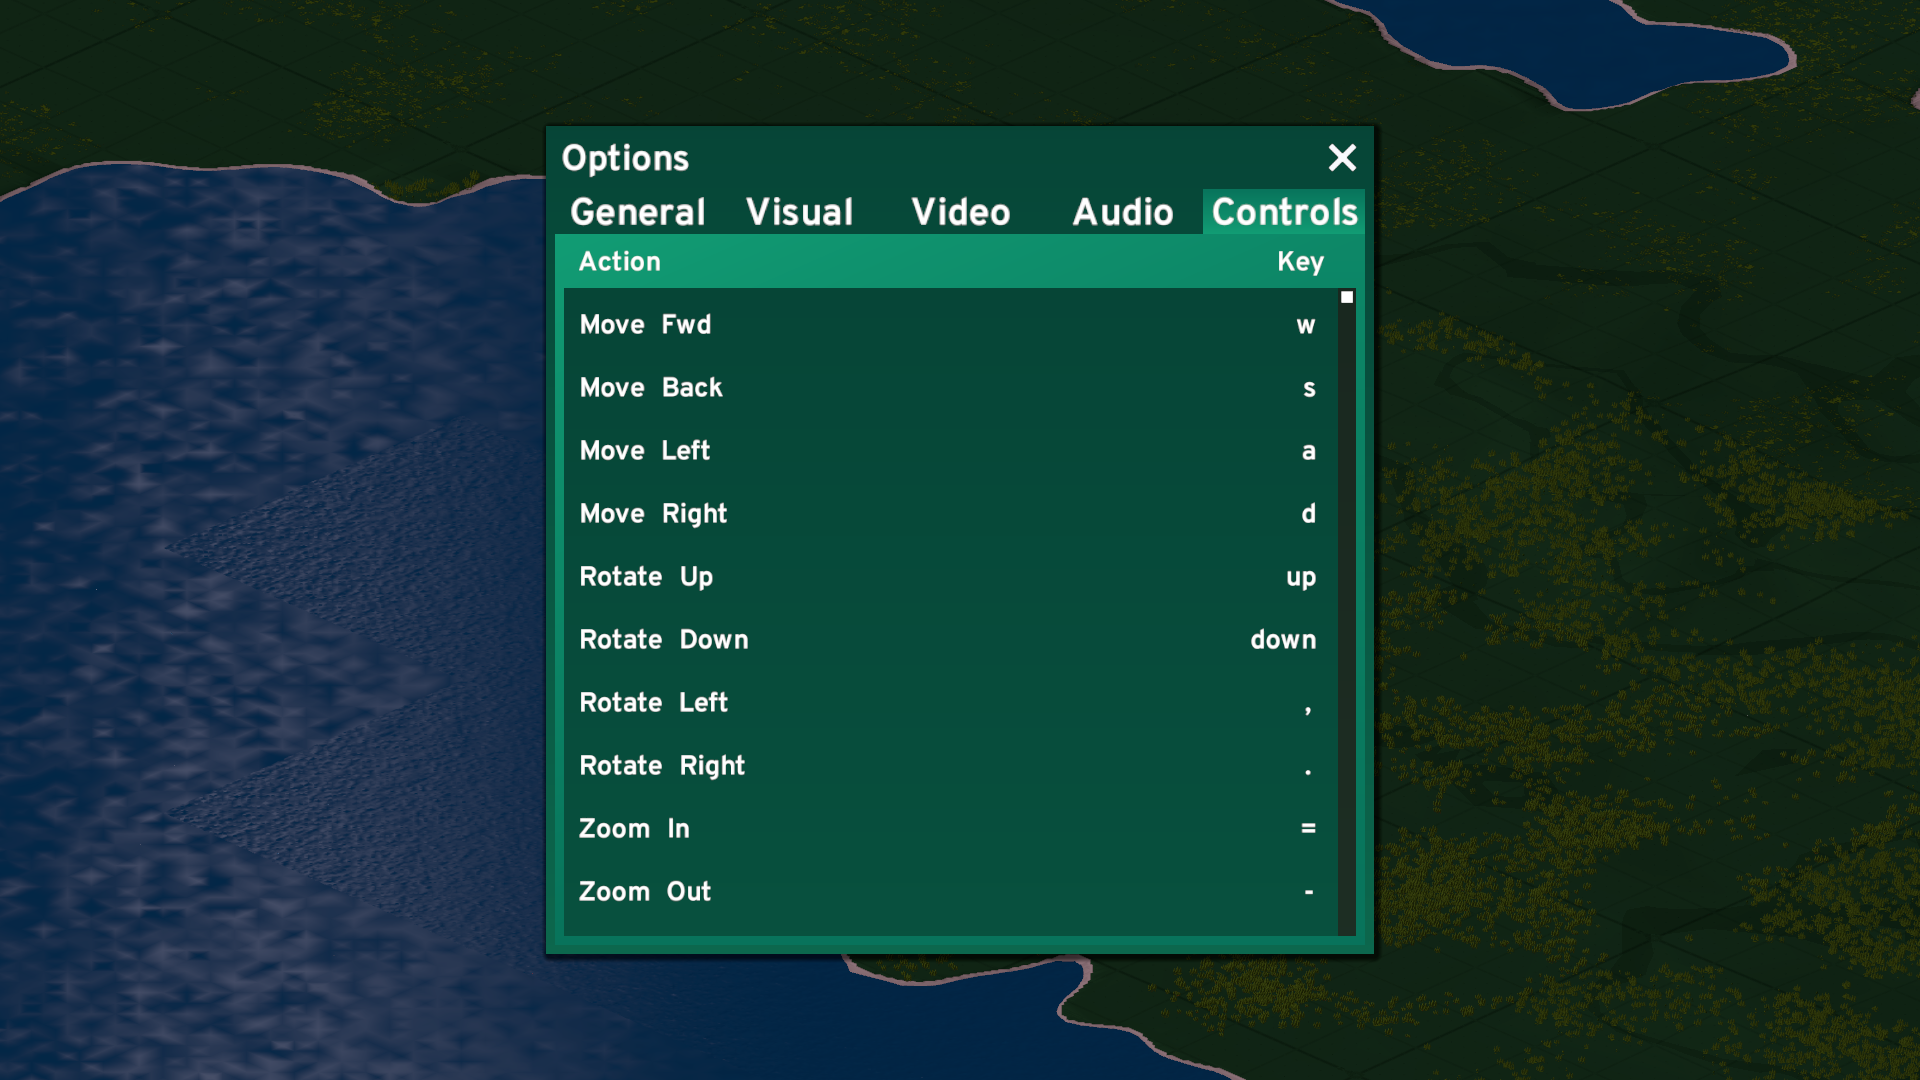 Options
General Visual Video Audio Controls
Action Key
Move Fwd w
Move Back s
Move Left a
Move Right d
Rotate Up up
Rotate Down down
Rotate Left ,
Rotate Right .
Zoom In =
Zoom Out -